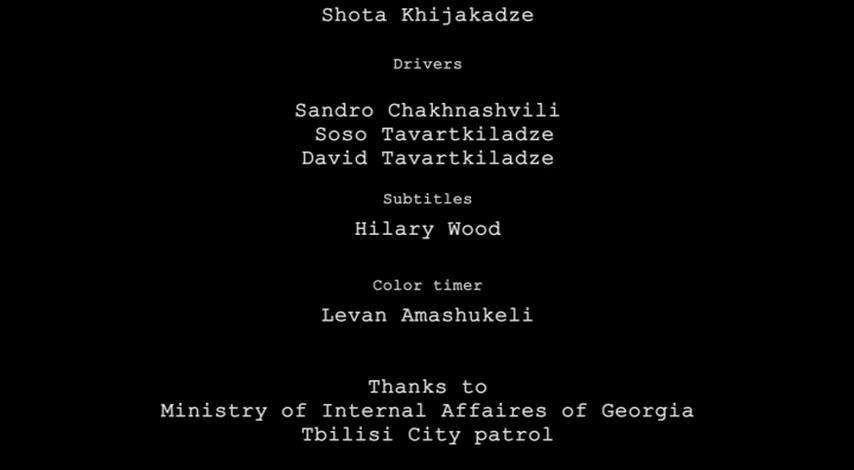 Shota Khijakadze
Drivers
Sandro Chakhnashvili
Soso Tavartkiladze
David Tavartkiladze
Subtitles
Hilary Wood
Color timer
Levan Amashukeli
Thanks to
Ministry of Internal Affaires of Georgia
Tbilisi City patrol